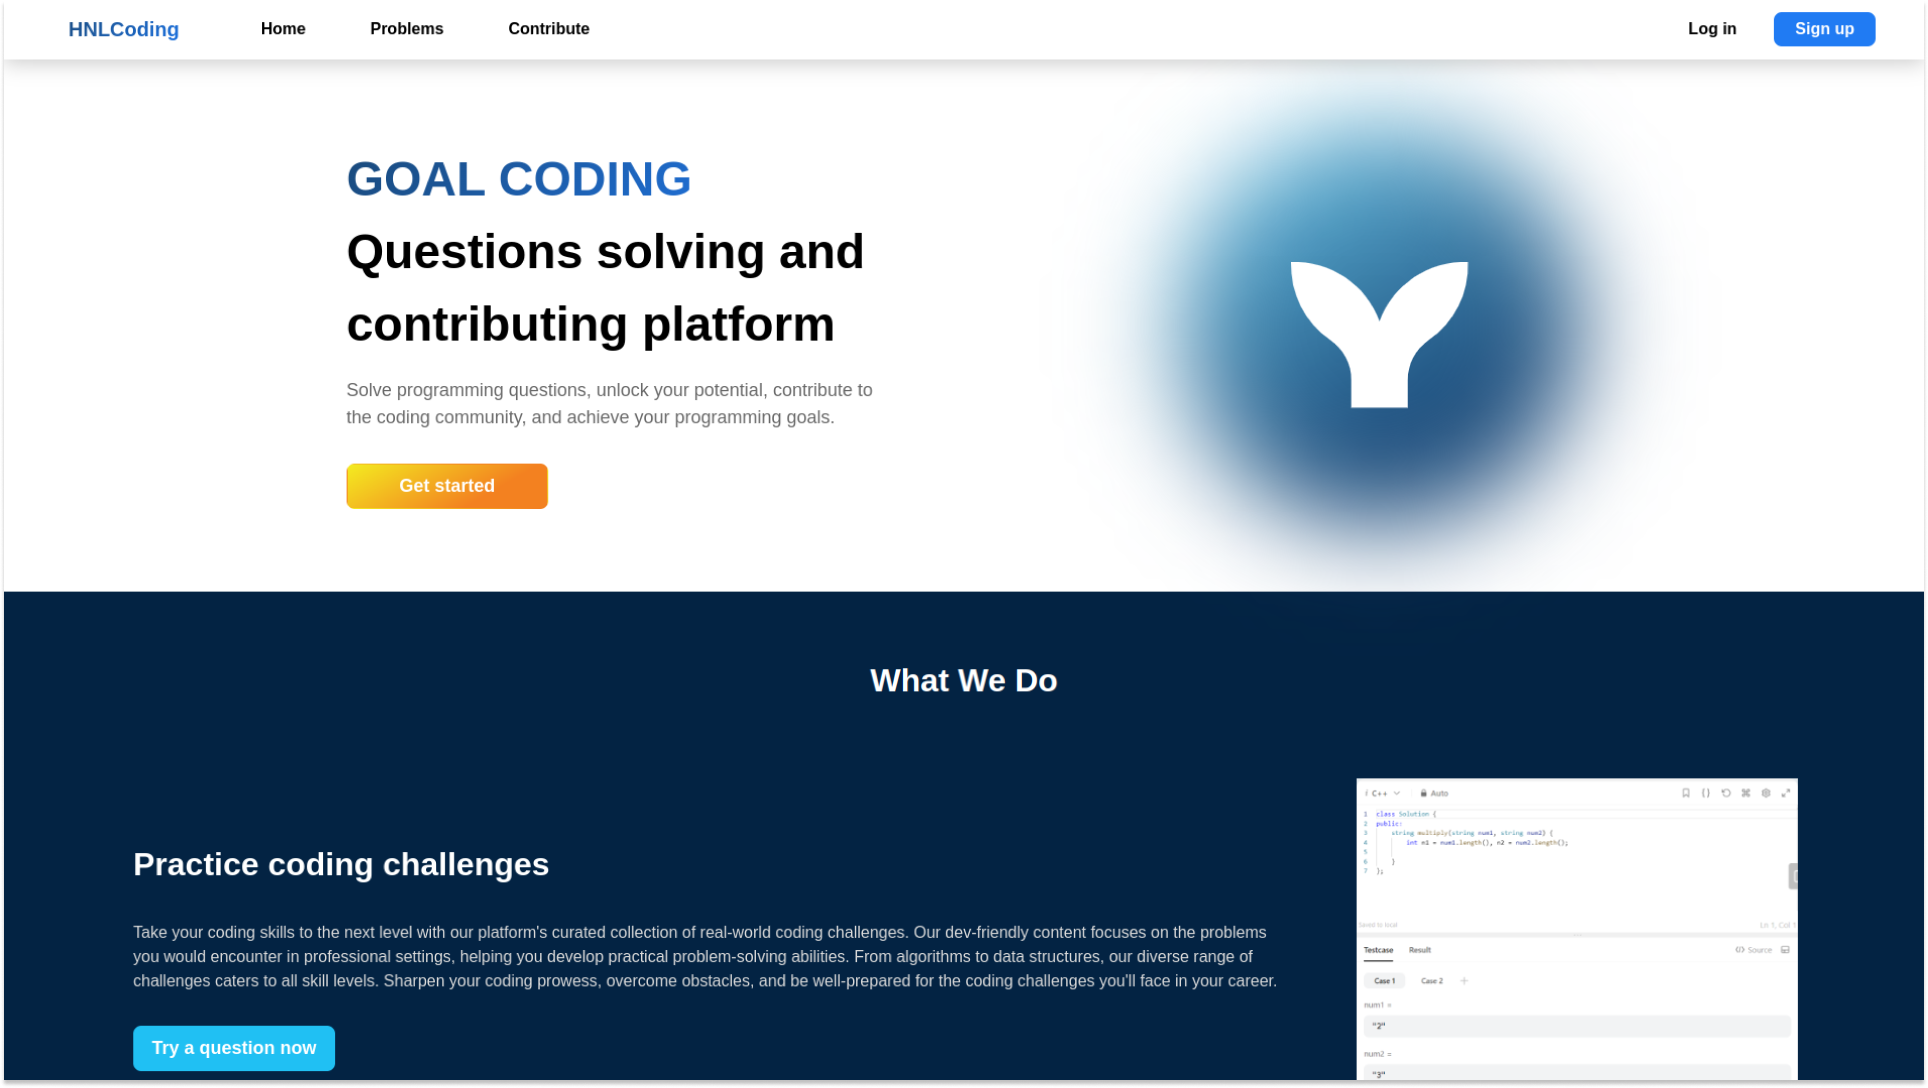 HNLCoding
Home
Problems
Contribute
Log in
Sign up
GOAL CODING
Questions solving and
contributing platform
Solve programming questions, unlock your potential, contribute to
the coding community, and achieve your programming goals.
Get started
What We Do
Practice coding challenges
Take your coding skills to the next level with our platform's curated collection of real-world coding challenges. Our dev-friendly content focuses on the problems
you would encounter in professional settings, helping you develop practical problem-solving abilities. From algorithms to data structures, our diverse range of
challenges caters to all skill levels. Sharpen your coding prowess, overcome obstacles, and be well-prepared for the coding challenges you'll face in your career.
Try a question now
i C++
Auto
1 class Solution {
2 public:
3 string multiply(string num1, string num2) {
4 int n1 = num1.length(), n2 = num2.length();
5
6 }
7 };
Saved to local
Ln 1, Col 1
Testcase
Result
Source
Case 1
Case 2
+
num1 =
"2"
num2 =
"3"